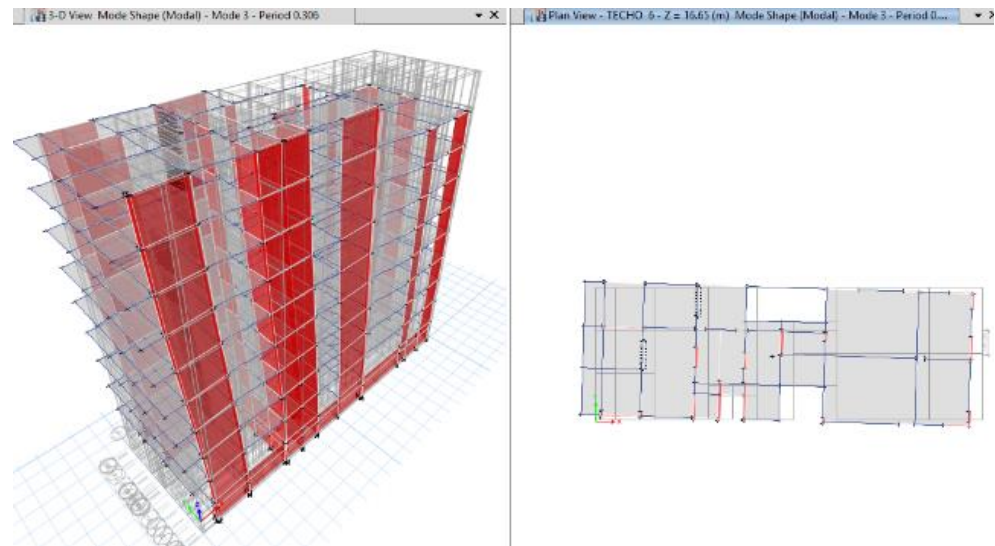 3-D View Mode Shape (Modal) - Mode 3 - Period 0.306
Plan View - TECHO 6 - Z = 16.65 (m) Mode Shape (Modal) - Mode 3 - Period 0....